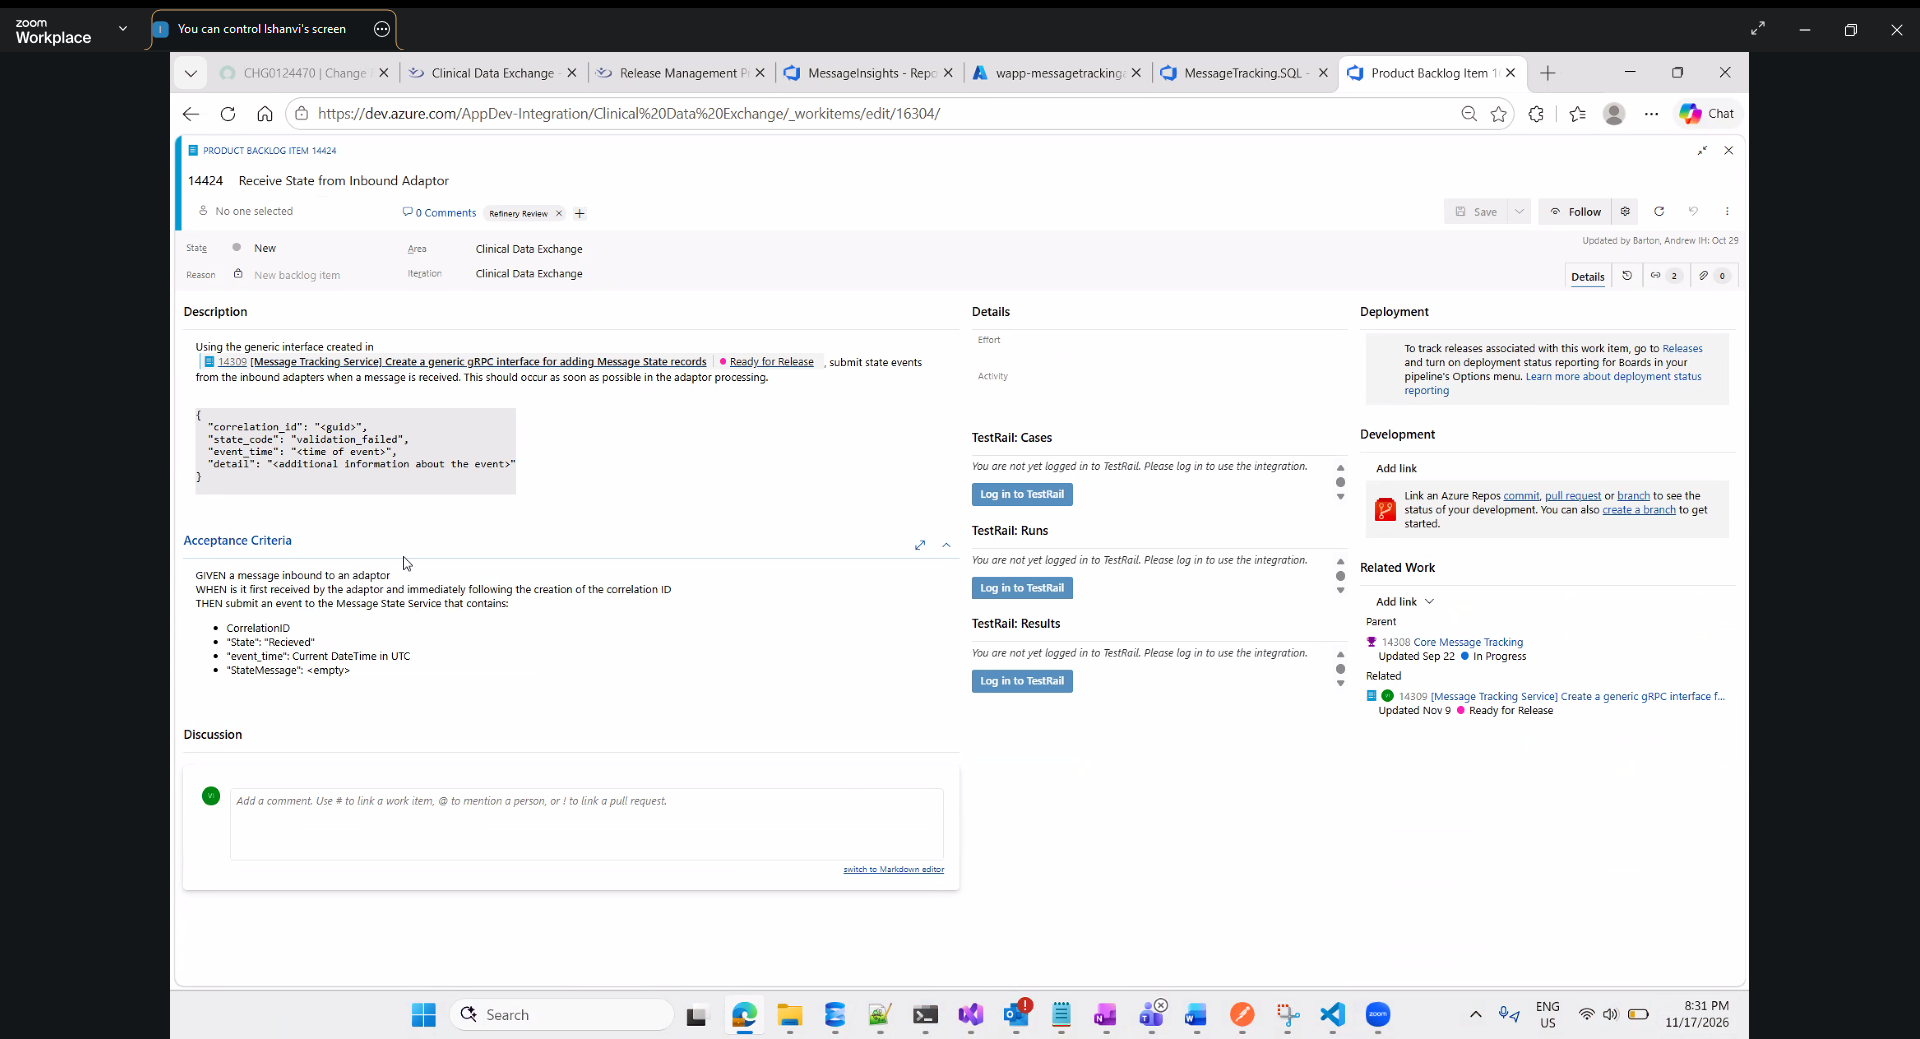 zoom
Workplace
You can control Ishanvi's screen
CHG0124470 | Change
Clinical Data Exchange
Release Management P
MessageInsights - Repo
wapp-messagetracking
MessageTracking.SQL -
Product Backlog Item 1
https://dev.azure.com/AppDev-Integration/Clinical%20Data%20Exchange/_workitems/edit/16304/
Chat
PRODUCT BACKLOG ITEM 14424
14424 Receive State from Inbound Adaptor
No one selected
0 Comments
Refinery Review
Save
Follow
State New
Area Clinical Data Exchange
Updated by Barton, Andrew IH: Oct 29
Reason New backlog item
Iteration Clinical Data Exchange
Details
2
0
Description
Using the generic interface created in
14309 [Message Tracking Service] Create a generic gRPC interface for adding Message State records Ready for Release , submit state events
from the inbound adapters when a message is received. This should occur as soon as possible in the adaptor processing.
{
"correlation_id": "<guid>",
"state_code": "validation_failed",
"event_time": "<time of event>",
"detail": "<additional information about the event>"
}
Acceptance Criteria
GIVEN a message inbound to an adaptor
WHEN is it first received by the adaptor and immediately following the creation of the correlation ID
THEN submit an event to the Message State Service that contains:
• CorrelationID
• "State": "Recieved"
• "event_time": Current DateTime in UTC
• "StateMessage": <empty>
Discussion
Add a comment. Use # to link a work item, @ to mention a person, or ! to link a pull request.
switch to Markdown editor
Details
Effort
Activity
TestRail: Cases
You are not yet logged in to TestRail. Please log in to use the integration.
Log in to TestRail
TestRail: Runs
You are not yet logged in to TestRail. Please log in to use the integration.
Log in to TestRail
TestRail: Results
You are not yet logged in to TestRail. Please log in to use the integration.
Log in to TestRail
Deployment
To track releases associated with this work item, go to Releases
and turn on deployment status reporting for Boards in your
pipeline's Options menu. Learn more about deployment status
reporting
Development
Add link
Link an Azure Repos commit, pull request or branch to see the
status of your development. You can also create a branch to get
started.
Related Work
Add link
Parent
14308 Core Message Tracking
Updated Sep 22 In Progress
Related
14309 [Message Tracking Service] Create a generic gRPC interface f...
Updated Nov 9 Ready for Release
Search
ENG
US
8:31 PM
11/17/2026